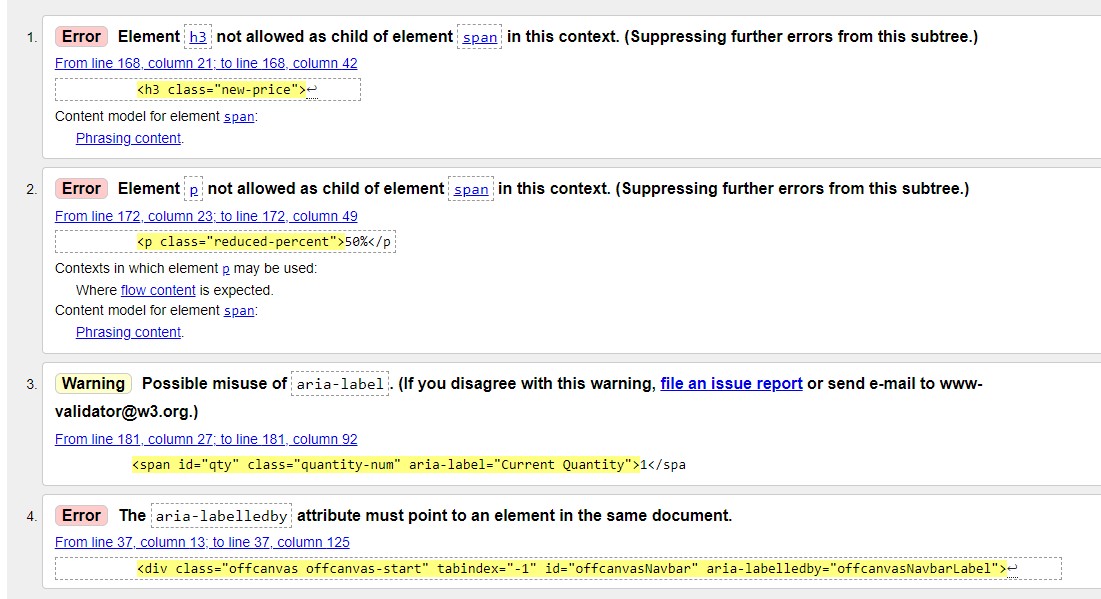 1. Error Element h3 not allowed as child of element span in this context. (Suppressing further errors from this subtree.)
From line 168, column 21; to line 168, column 42
<h3 class="new-price">↩
Content model for element span:
Phrasing content.
2. Error Element p not allowed as child of element span in this context. (Suppressing further errors from this subtree.)
From line 172, column 23; to line 172, column 49
<p class="reduced-percent">50%</p
Contexts in which element p may be used:
Where flow content is expected.
Content model for element span:
Phrasing content.
3. Warning Possible misuse of aria-label. (If you disagree with this warning, file an issue report or send e-mail to www-
validator@w3.org.)
From line 181, column 27; to line 181, column 92
<span id="qty" class="quantity-num" aria-label="Current Quantity">1</spa
4. Error The aria-labelledby attribute must point to an element in the same document.
From line 37, column 13; to line 37, column 125
<div class="offcanvas offcanvas-start" tabindex="-1" id="offcanvasNavbar" aria-labelledby="offcanvasNavbarLabel">↩